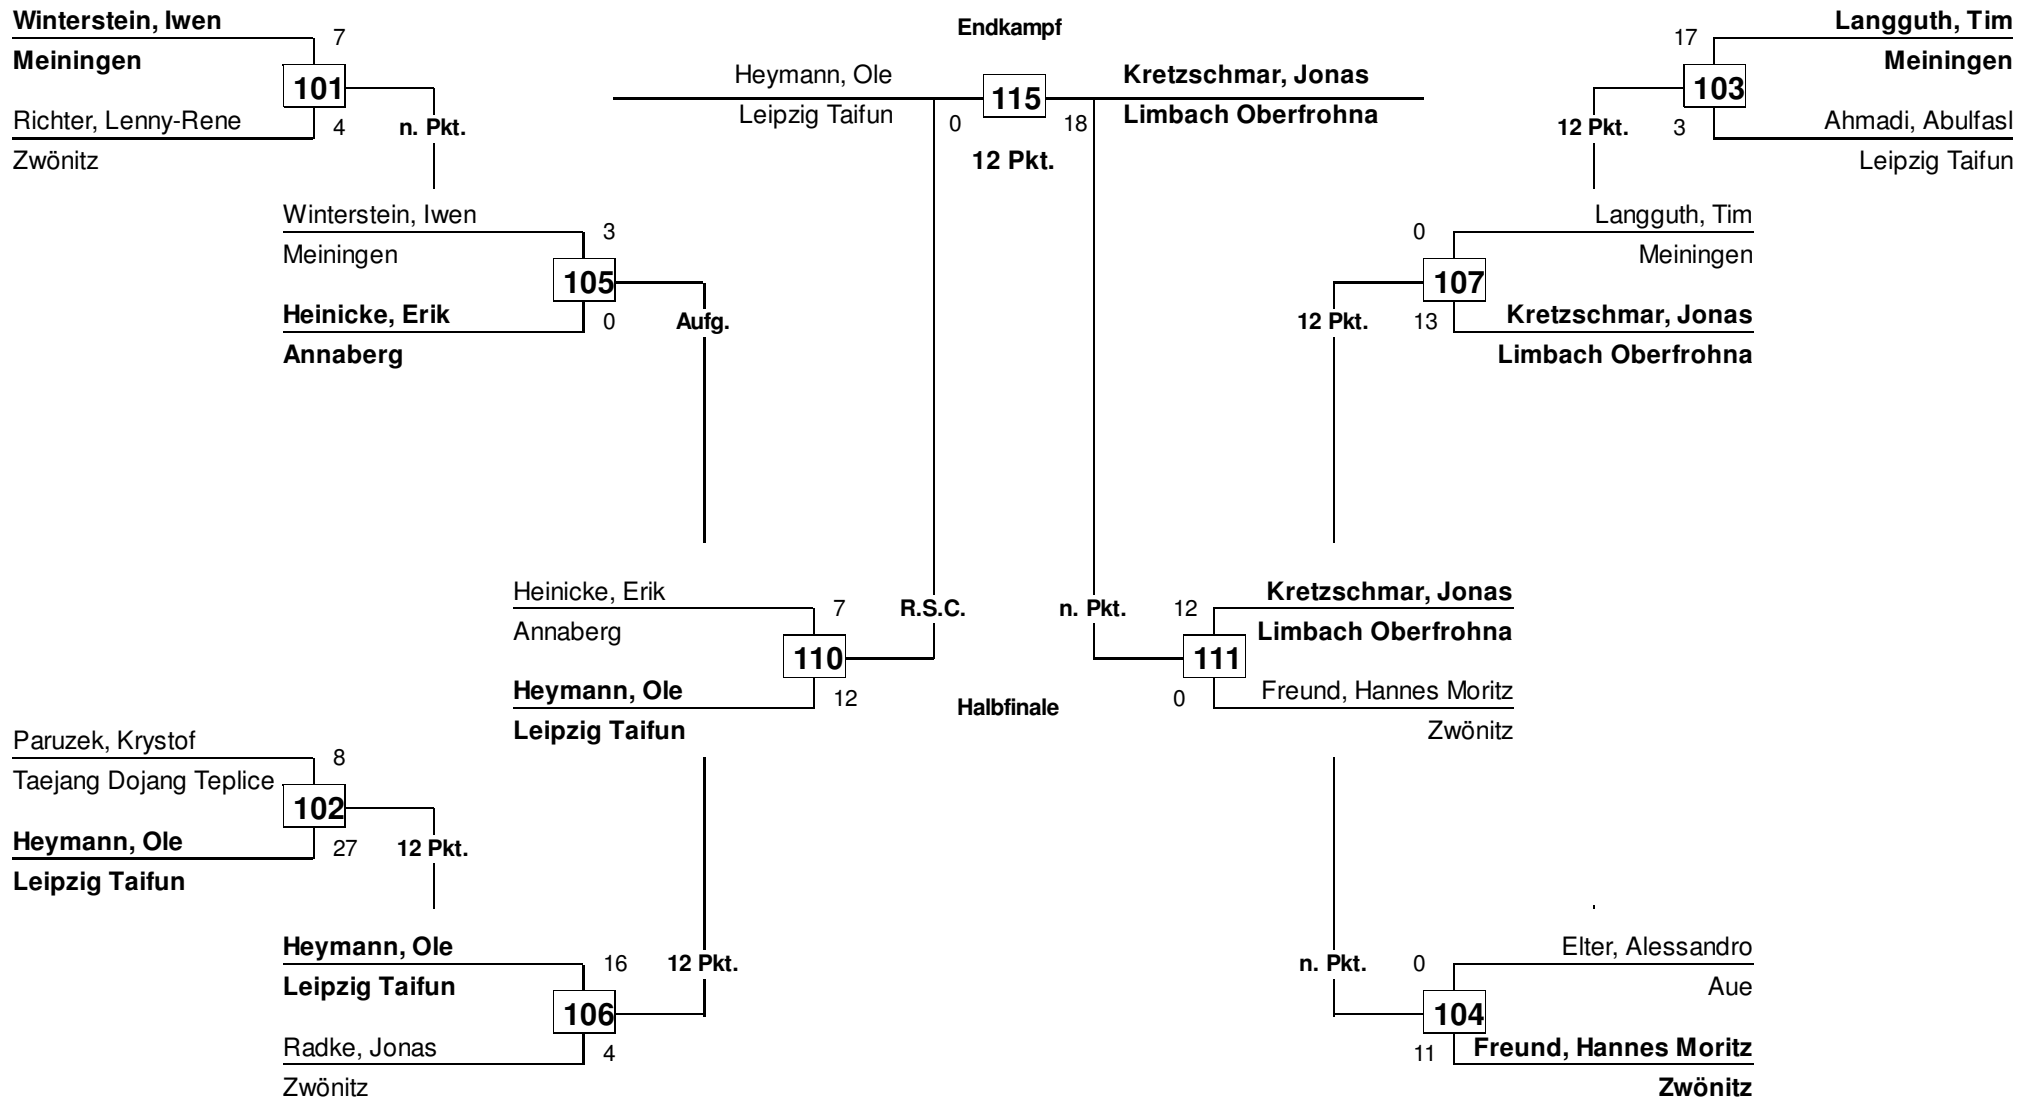 Winterstein, Iwen
7
Meiningen
101
Richter, Lenny-Rene
4
n. Pkt.
Zwönitz
Endkampf
Heymann, Ole
Leipzig Taifun
0
115
18
12 Pkt.
Kretzschmar, Jonas
Limbach Oberfrohna
Langguth, Tim
17
Meiningen
103
Ahmadi, Abulfasl
3
12 Pkt.
Leipzig Taifun
Winterstein, Iwen
3
Meiningen
105
Heinicke, Erik
0
Aufg.
Annaberg
Langguth, Tim
0
Meiningen
107
12 Pkt.
13
Kretzschmar, Jonas
Limbach Oberfrohna
Heinicke, Erik
7
R.S.C.
Annaberg
110
Heymann, Ole
12
Leipzig Taifun
n. Pkt.
12
Kretzschmar, Jonas
Limbach Oberfrohna
111
0
Freund, Hannes Moritz
Zwönitz
Halbfinale
Paruzek, Krystof
8
Taejang Dojang Teplice
102
Heymann, Ole
27
12 Pkt.
Leipzig Taifun
Heymann, Ole
16
12 Pkt.
Leipzig Taifun
106
Radke, Jonas
4
Zwönitz
Elter, Alessandro
n. Pkt.
0
Aue
104
11
Freund, Hannes Moritz
Zwönitz